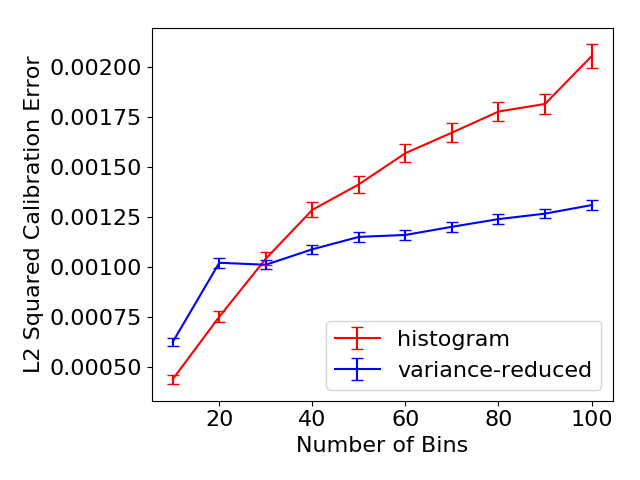 0.00200
0.00175
0.00150
0.00125
0.00100
0.00075
0.00050
L2 Squared Calibration Error
histogram
variance-reduced
20 40 60 80 100
Number of Bins